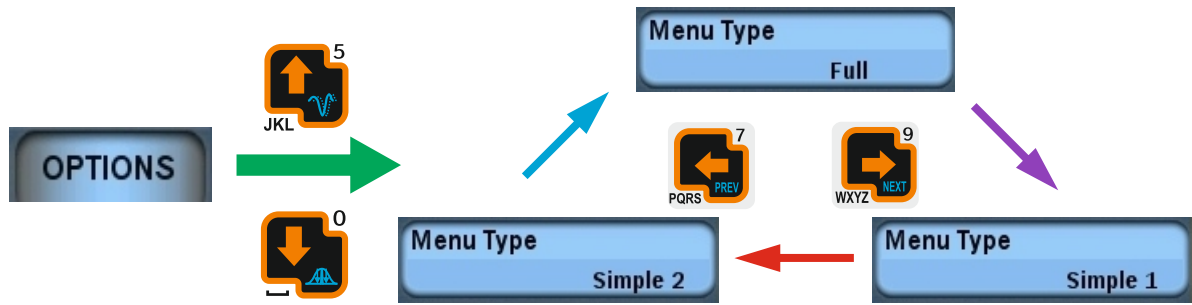 OPTIONS
5
JKL
0
Menu Type
Full
7
PQRS PREV
9
WXYZ NEXT
Menu Type
Simple 2
Menu Type
Simple 1